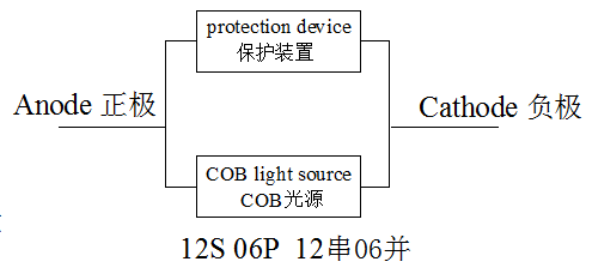 protection device
保护装置
Anode 正极
Cathode 负极
COB light source
COB光源
12S 06P 12串06并